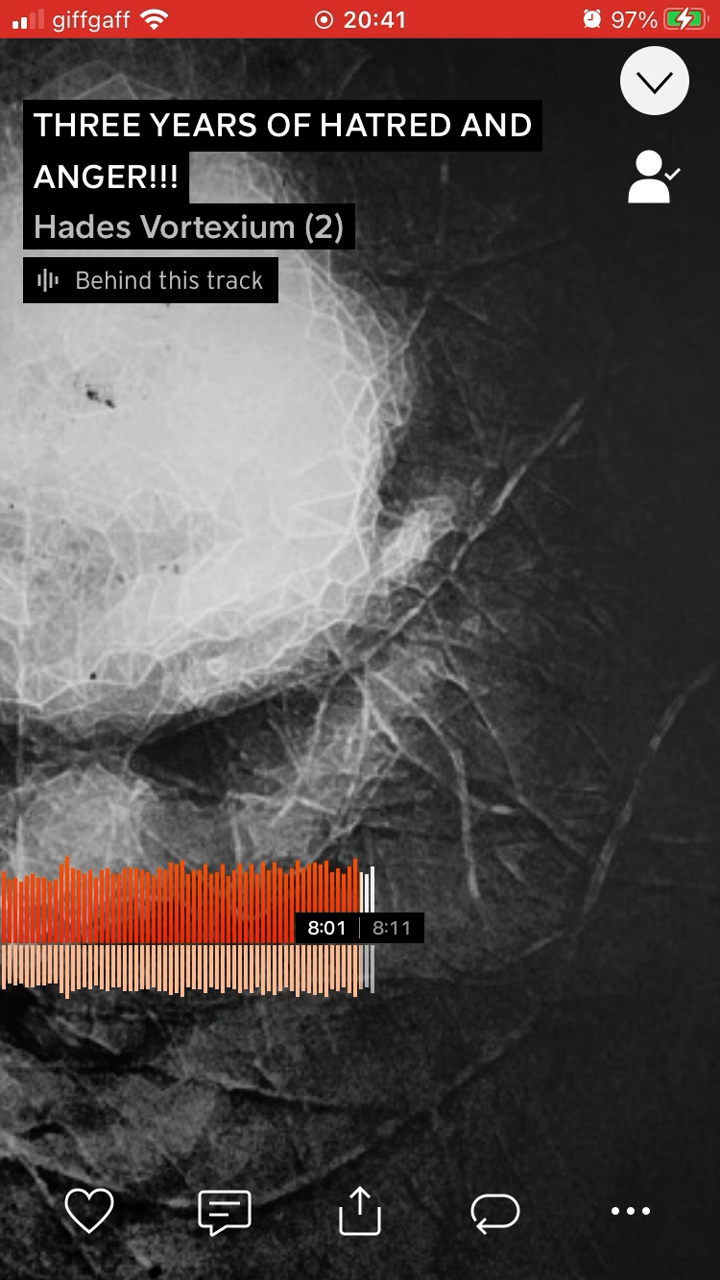 giffgaff 20:41 97%
THREE YEARS OF HATRED AND
ANGER!!!
Hades Vortexium (2)
Behind this track
8:01 | 8:11